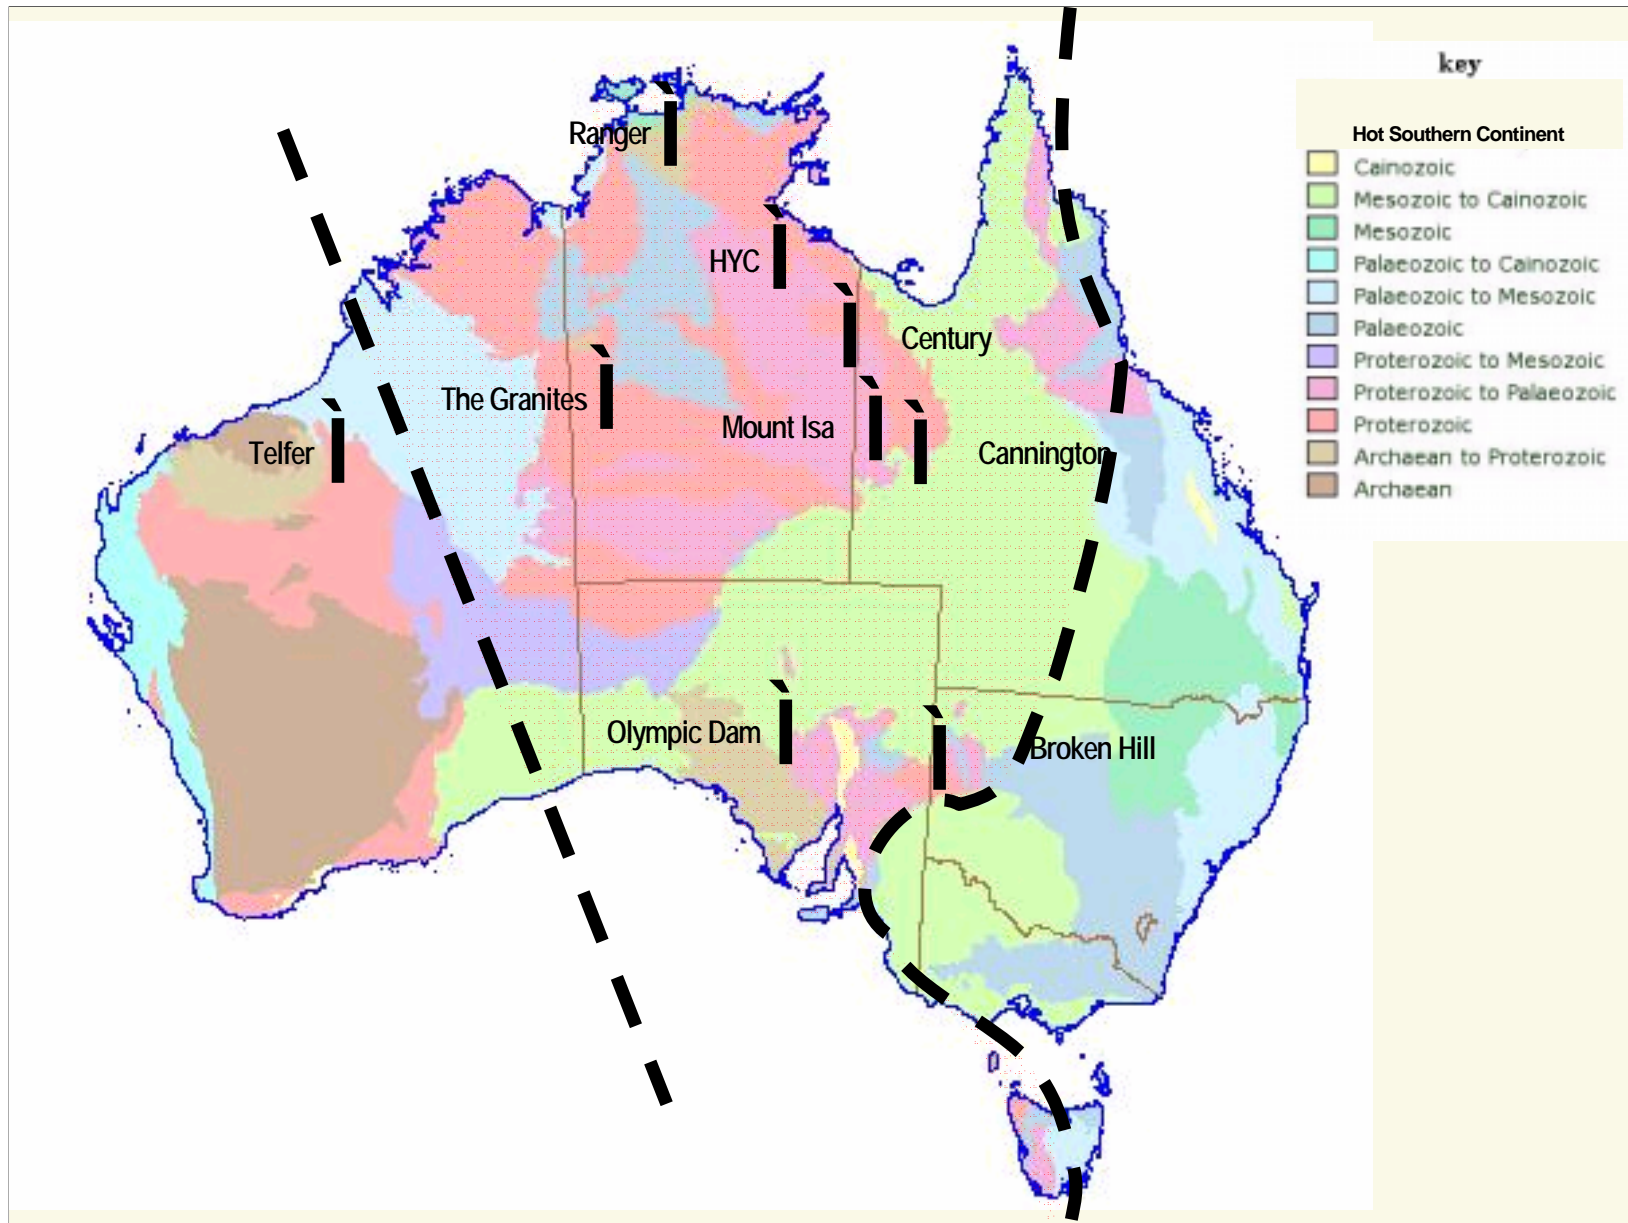 key
Hot Southern Continent
Cainozoic
Mesozoic to Cainozoic
Mesozoic
Palaeozoic to Cainozoic
Palaeozoic to Mesozoic
Palaeozoic
Proterozoic to Mesozoic
Proterozoic to Palaeozoic
Proterozoic
Archaean to Proterozoic
Archaean
Ranger
HYC
Century
The Granites
Mount Isa
Telfer
Cannington
Olympic Dam
Broken Hill